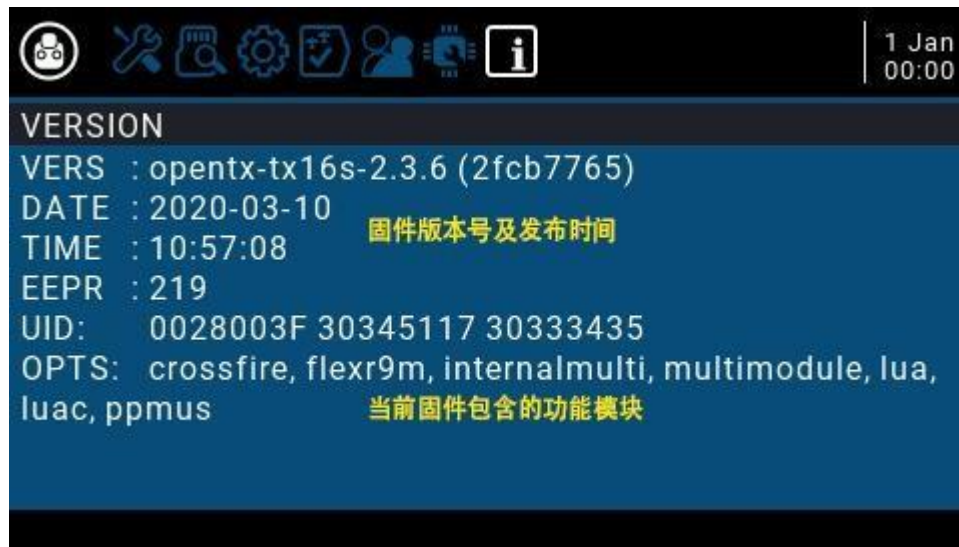 1 Jan
00:00
VERSION
VERS : opentx-tx16s-2.3.6 (2fcb7765)
DATE : 2020-03-10
固件版本号及发布时间
TIME : 10:57:08
EEPR : 219
UID: 0028003F 30345117 30333435
OPTS: crossfire, flexr9m, internalmulti, multimodule, lua,
luac, ppmus
当前固件包含的功能模块